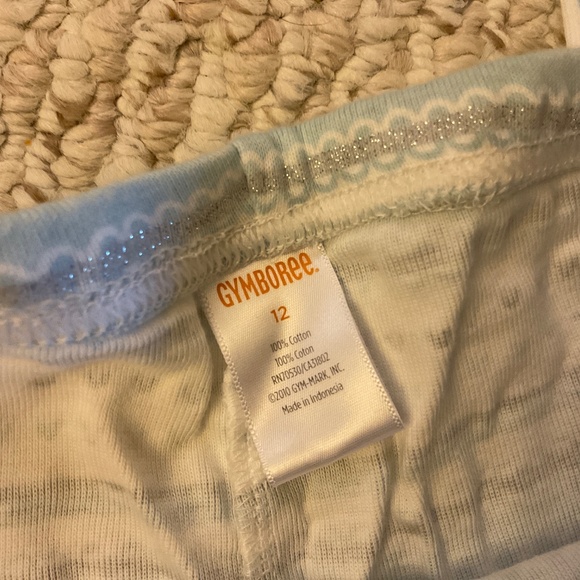 GYMBOREE.
12
100% Cotton
100% Coton
RN70530/CA31802
©2010 GYM-MARK, INC.
Made in Indonesia